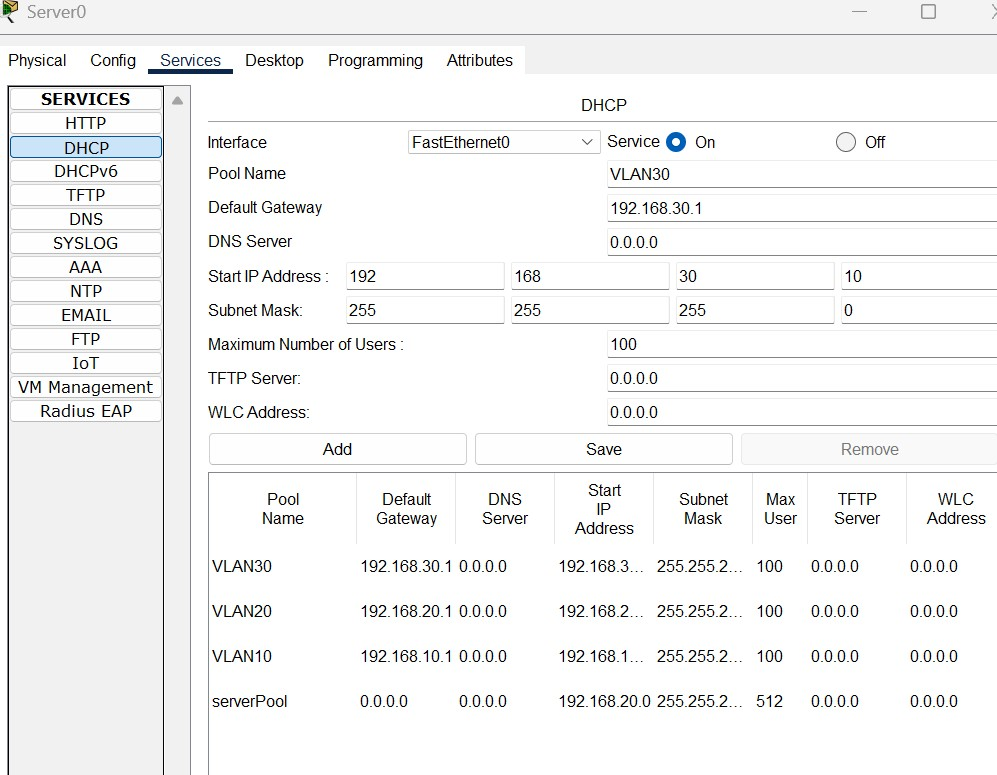 Server0
Physical Config Services Desktop Programming Attributes
SERVICES
HTTP
DHCP
DHCPv6
TFTP
DNS
SYSLOG
AAA
NTP
EMAIL
FTP
IoT
VM Management
Radius EAP
DHCP
Interface FastEthernet0 Service On Off
Pool Name VLAN30
Default Gateway 192.168.30.1
DNS Server 0.0.0.0
Start IP Address : 192 168 30 10
Subnet Mask: 255 255 255 0
Maximum Number of Users : 100
TFTP Server: 0.0.0.0
WLC Address: 0.0.0.0
Add Save Remove
Pool Name Default Gateway DNS Server Start IP Address Subnet Mask Max User TFTP Server WLC Address
VLAN30 192.168.30.1 0.0.0.0 192.168.3... 255.255.2... 100 0.0.0.0 0.0.0.0
VLAN20 192.168.20.1 0.0.0.0 192.168.2... 255.255.2... 100 0.0.0.0 0.0.0.0
VLAN10 192.168.10.1 0.0.0.0 192.168.1... 255.255.2... 100 0.0.0.0 0.0.0.0
serverPool 0.0.0.0 0.0.0.0 192.168.20.0 255.255.2... 512 0.0.0.0 0.0.0.0